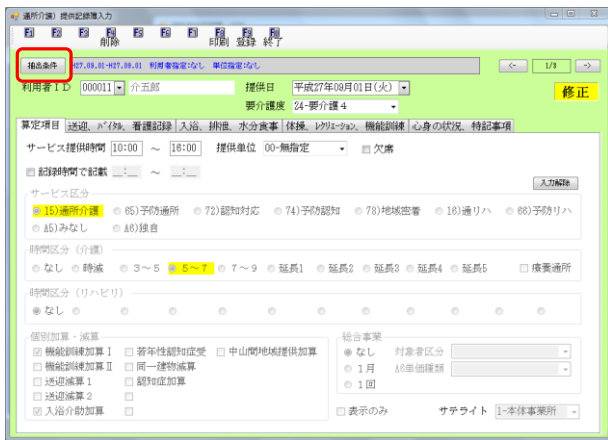 通所介護)提供記録簿入力
F1 F2 F3 F4 F5 F6 F7 F8 F9
削除 印刷 登録 終了
抽出条件 H27.09.01-H27.09.01 利用者指定:なし 単位指定:なし <- 1/9 ->
利用者ID 000011 介五郎 提供日 平成27年09月01日(火) 修正
要介護度 24-要介護4
算定項目 送迎、バイタル、看護記録 入浴、排泄、水分食事 体操、レクリエーション、機能訓練 心身の状況、特記事項
サービス提供時間 10:00 ~ 16:00 提供単位 00-無指定 欠席
記録時間で記載 __:__ ~ __:__
入力解除
サービス区分
15)通所介護 65)予防通所 72)認知対応 74)予防認知 78)地域密着 16)通リハ 66)予防リハ
A5)みなし A6)独自
時間区分(介護)
なし 時減 3~5 5~7 7~9 延長1 延長2 延長3 延長4 延長5 療養通所
時間区分(リハビリ)
なし
個別加算・減算
機能訓練加算Ⅰ 若年性認知症受 中山間地域提供加算
機能訓練加算Ⅱ 同一建物減算
送迎減算1 認知症加算
送迎減算2
入浴介助加算
総合事業
なし 対象者区分
1月 A6単価種類
1回
表示のみ サテライト 1-本体事業所